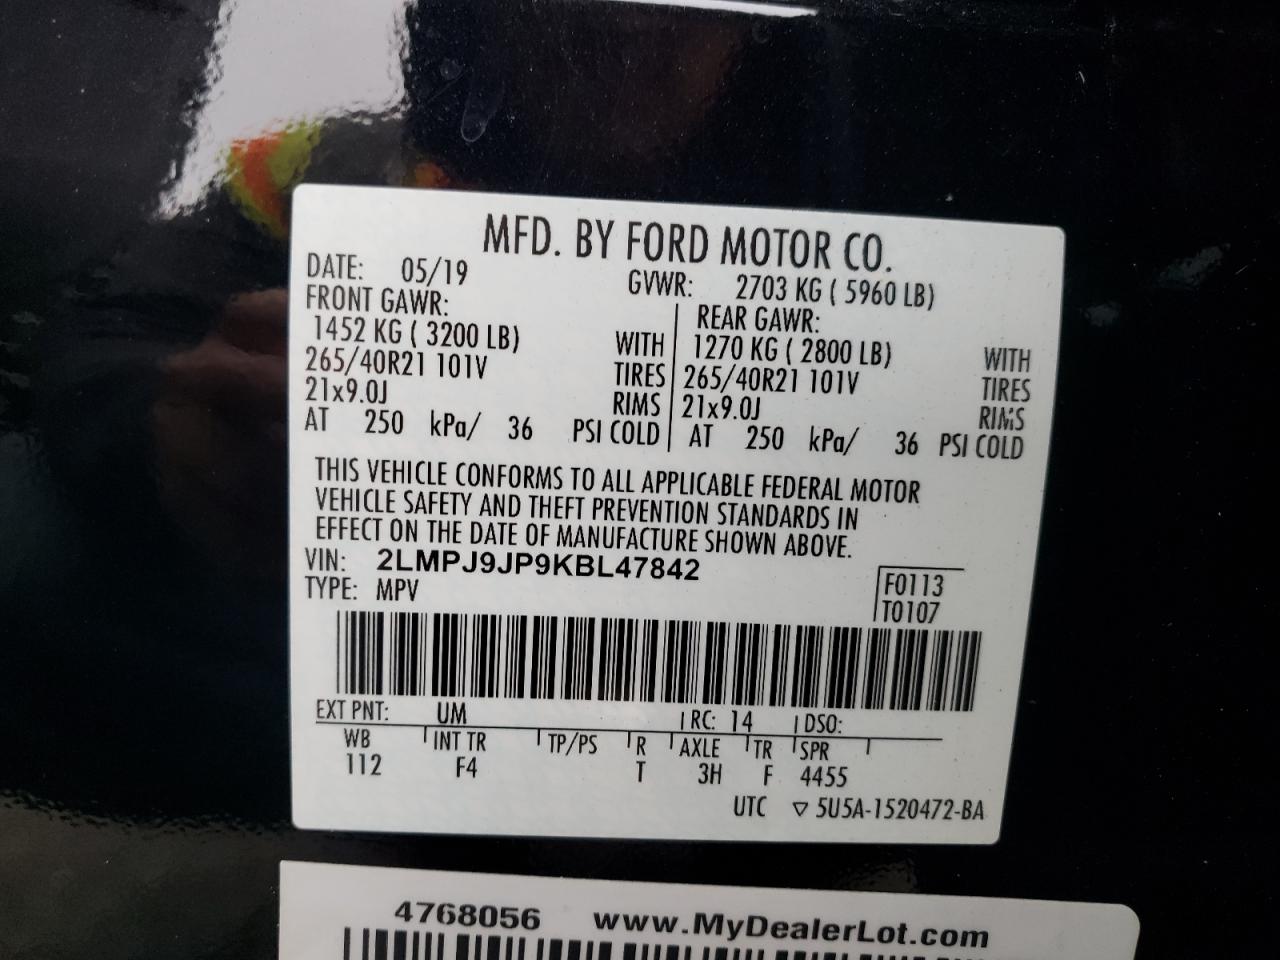 MFD. BY FORD MOTOR CO.
DATE: 05/19 GVWR: 2703 KG ( 5960 LB)
FRONT GAWR: REAR GAWR:
1452 KG ( 3200 LB) WITH 1270 KG ( 2800 LB) WITH
265/40R21 101V TIRES 265/40R21 101V TIRES
21x9.0J RIMS 21x9.0J RIMS
AT 250 kPa/ 36 PSI COLD AT 250 kPa/ 36 PSI COLD
THIS VEHICLE CONFORMS TO ALL APPLICABLE FEDERAL MOTOR
VEHICLE SAFETY AND THEFT PREVENTION STANDARDS IN
EFFECT ON THE DATE OF MANUFACTURE SHOWN ABOVE.
VIN: 2LMPJ9JP9KBL47842
TYPE: MPV F0113
T0107
EXT PNT: UM RC: 14 DSO:
WB INT TR TP/PS R AXLE TR SPR
112 F4 T 3H F 4455
UTC ▽ 5U5A-1520472-BA
4768056 www.MyDealerLot.com